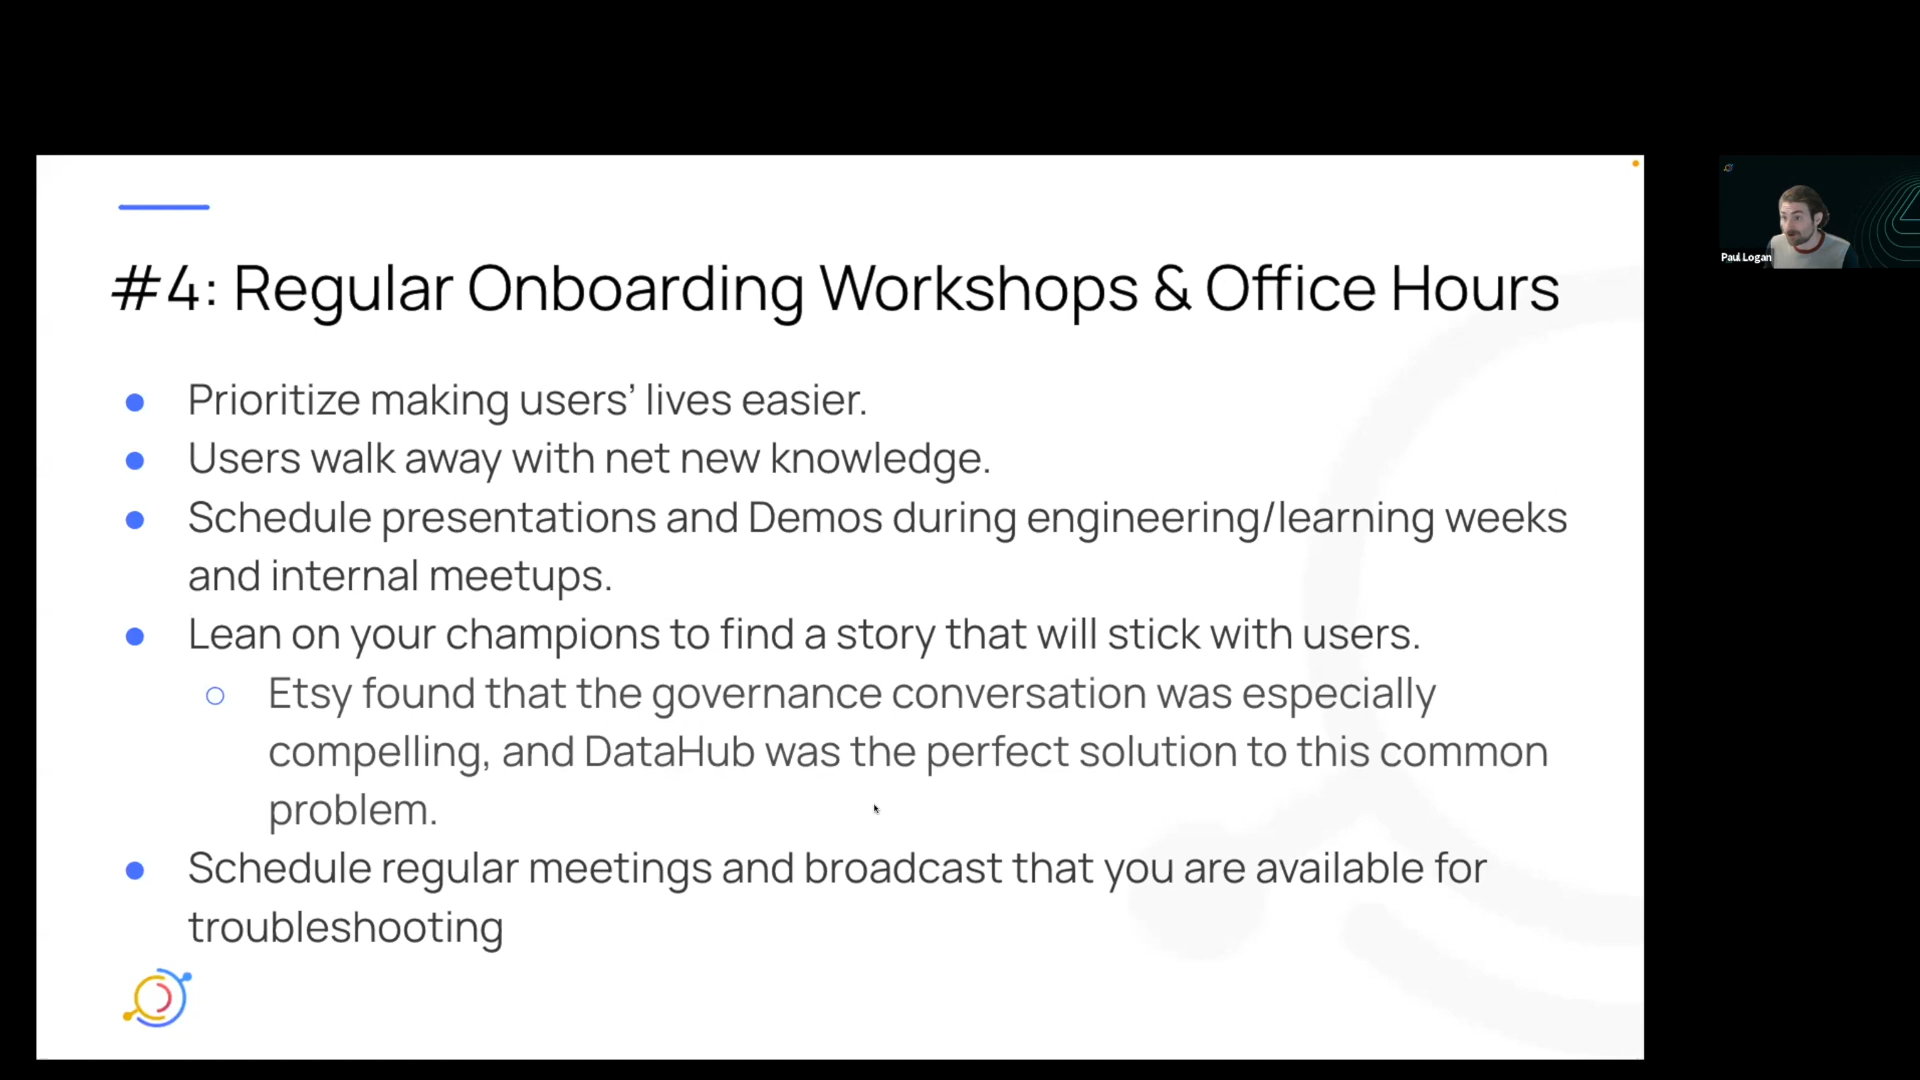 #4: Regular Onboarding Workshops & Office Hours
Prioritize making users’ lives easier.
Users walk away with net new knowledge.
Schedule presentations and Demos during engineering/learning weeks
and internal meetups.
Lean on your champions to find a story that will stick with users.
Etsy found that the governance conversation was especially
compelling, and DataHub was the perfect solution to this common
problem.
Schedule regular meetings and broadcast that you are available for
troubleshooting
Paul Logan